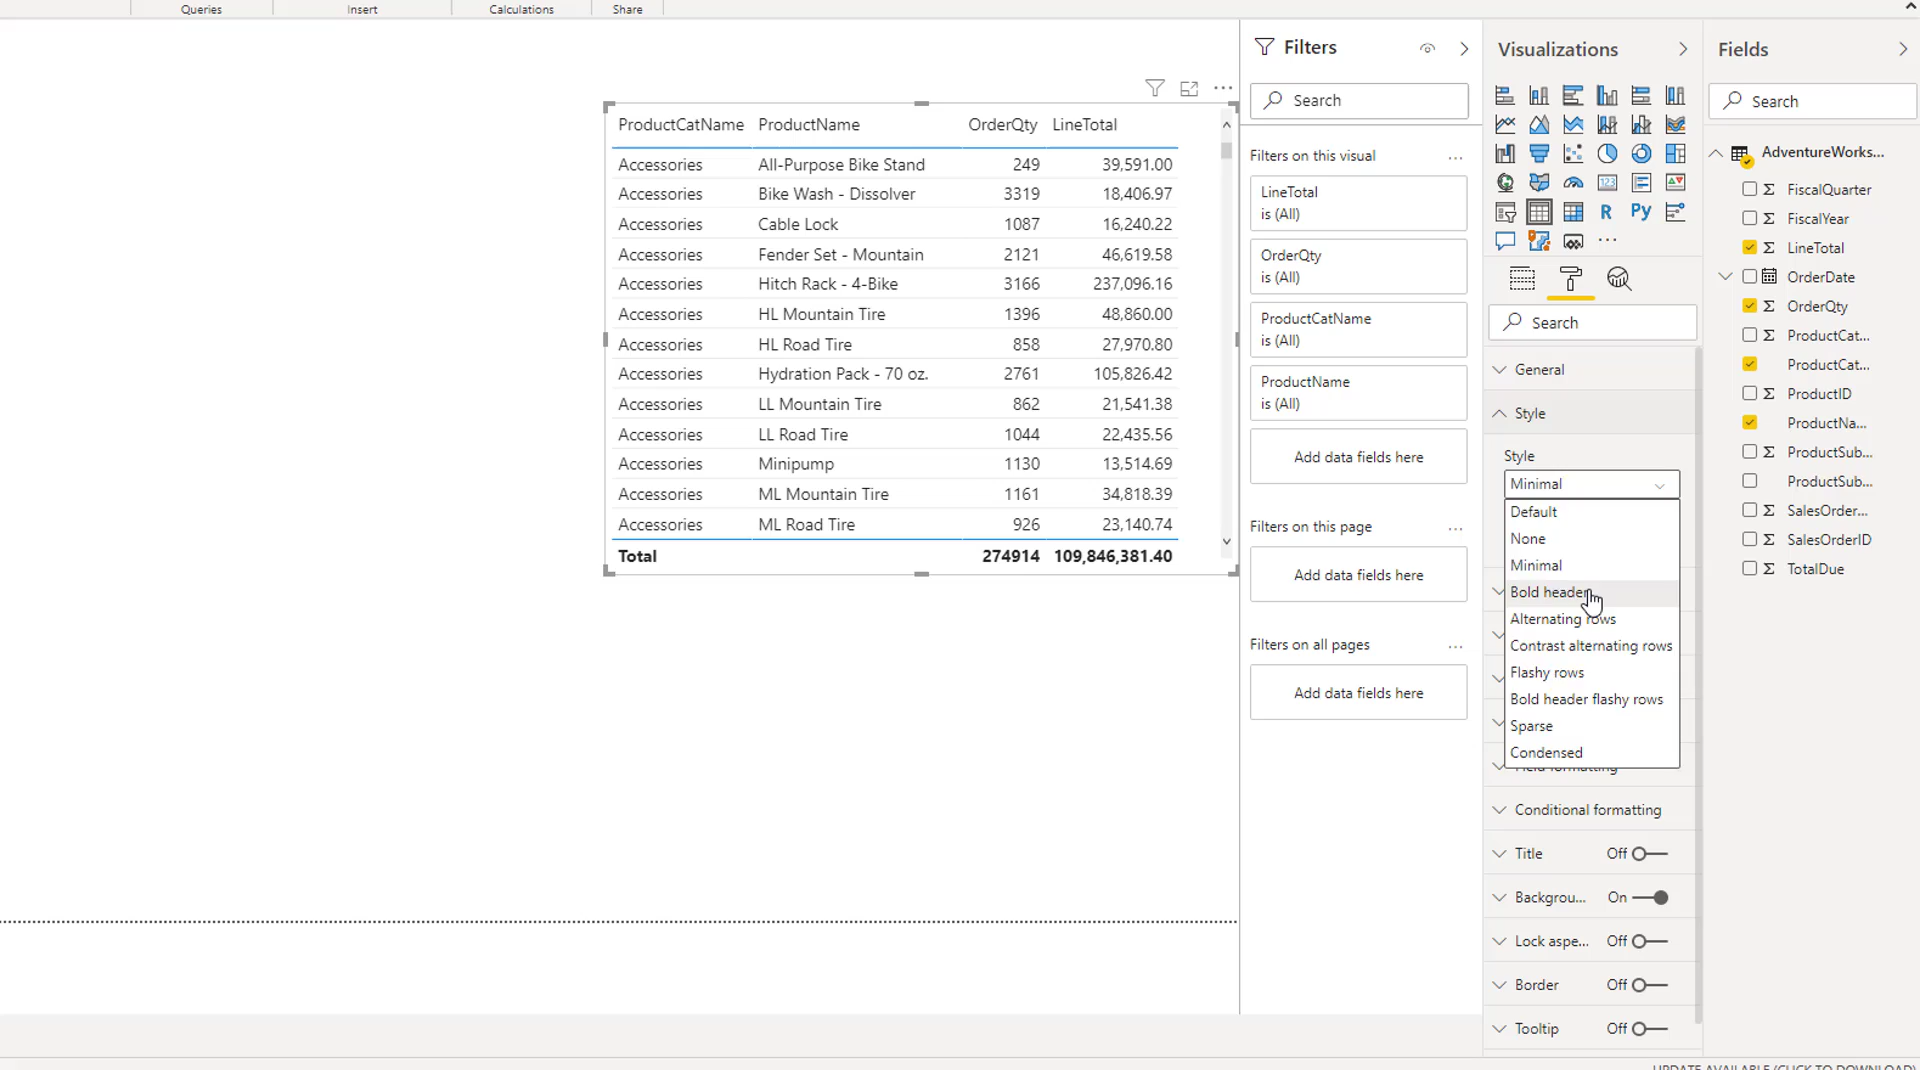 Queries Insert Calculations Share
ProductCatName ProductName OrderQty LineTotal
Accessories All-Purpose Bike Stand 249 39,591.00
Accessories Bike Wash - Dissolver 3319 18,406.97
Accessories Cable Lock 1087 16,240.22
Accessories Fender Set - Mountain 2121 46,619.58
Accessories Hitch Rack - 4-Bike 3166 237,096.16
Accessories HL Mountain Tire 1396 48,860.00
Accessories HL Road Tire 858 27,970.80
Accessories Hydration Pack - 70 oz. 2761 105,826.42
Accessories LL Mountain Tire 862 21,541.38
Accessories LL Road Tire 1044 22,435.56
Accessories Minipump 1130 13,514.69
Accessories ML Mountain Tire 1161 34,818.39
Accessories ML Road Tire 926 23,140.74
Total 274914 109,846,381.40
Filters
Search
Filters on this visual ...
LineTotal
is (All)
OrderQty
is (All)
ProductCatName
is (All)
ProductName
is (All)
Add data fields here
Filters on this page ...
Add data fields here
Filters on all pages ...
Add data fields here
Visualizations
123
R Py
...
Search
General
Style
Style
Minimal
Default
None
Minimal
Bold header
Alternating rows
Contrast alternating rows
Flashy rows
Bold header flashy rows
Sparse
Condensed
Field formatting
Conditional formatting
Title Off
Backgrou... On
Lock aspe... Off
Border Off
Tooltip Off
Fields
Search
AdventureWorks...
Σ FiscalQuarter
Σ FiscalYear
Σ LineTotal
OrderDate
Σ OrderQty
Σ ProductCat...
ProductCat...
Σ ProductID
ProductNa...
Σ ProductSub...
ProductSub...
Σ SalesOrder...
Σ SalesOrderID
Σ TotalDue
UPDATE AVAILABLE (CLICK TO DOWNLOAD)